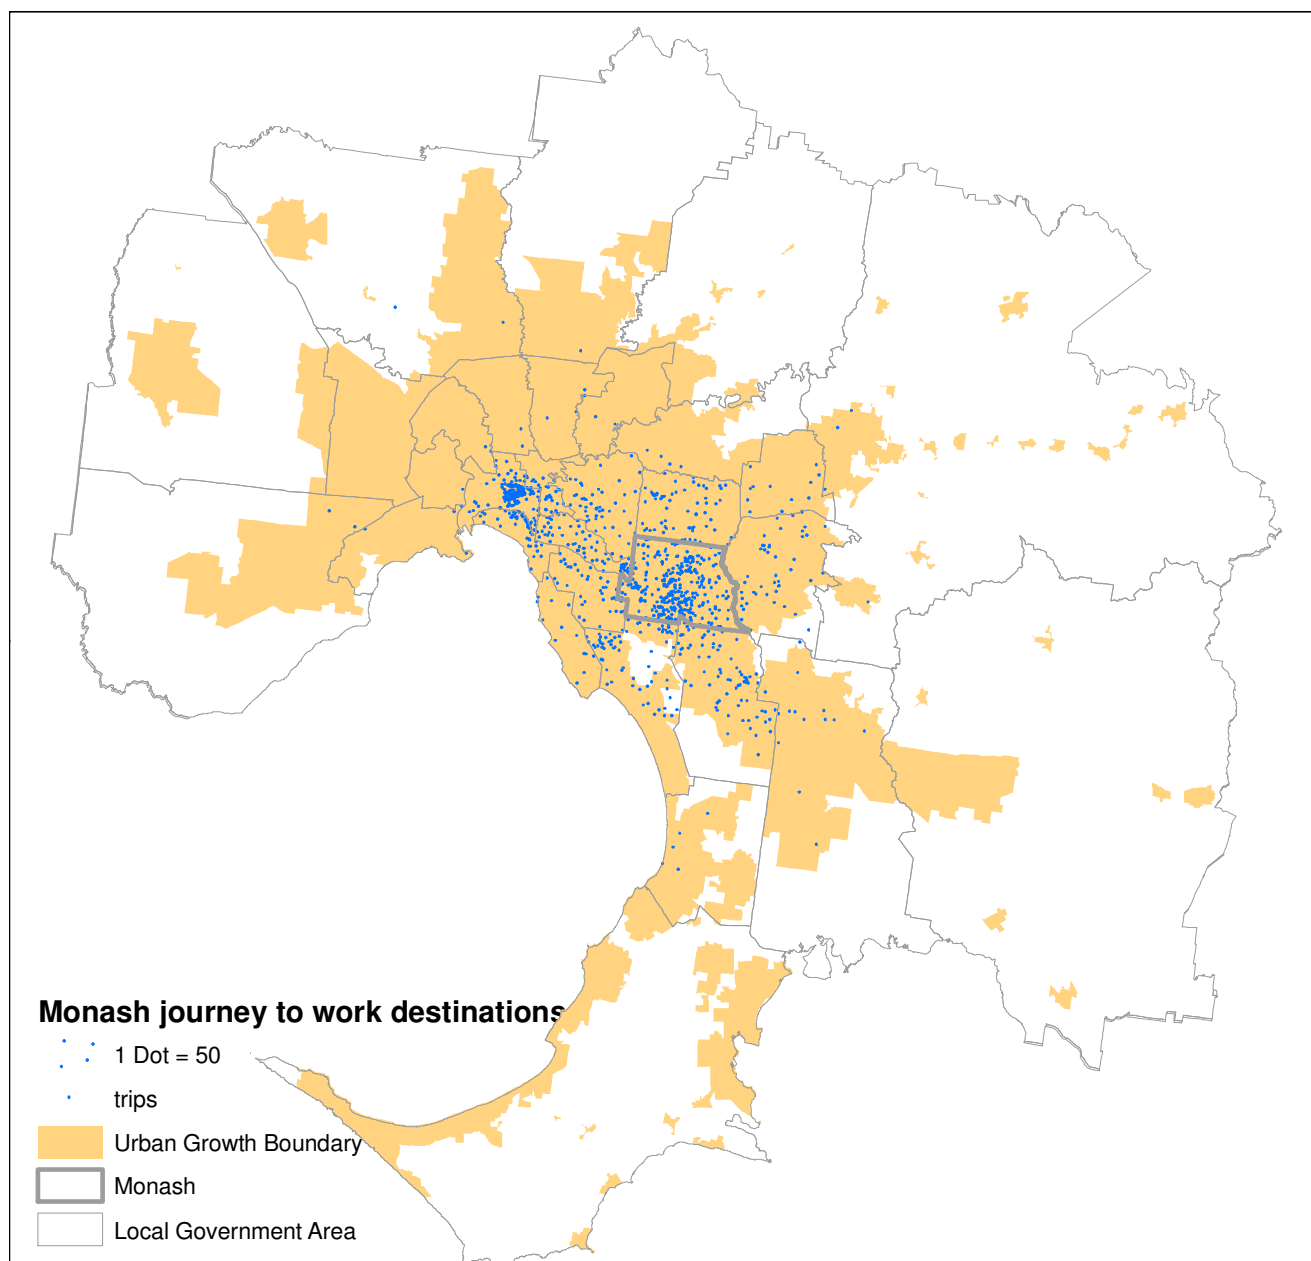 Monash journey to work destinations
1 Dot = 50
trips
Urban Growth Boundary
Monash
Local Government Area